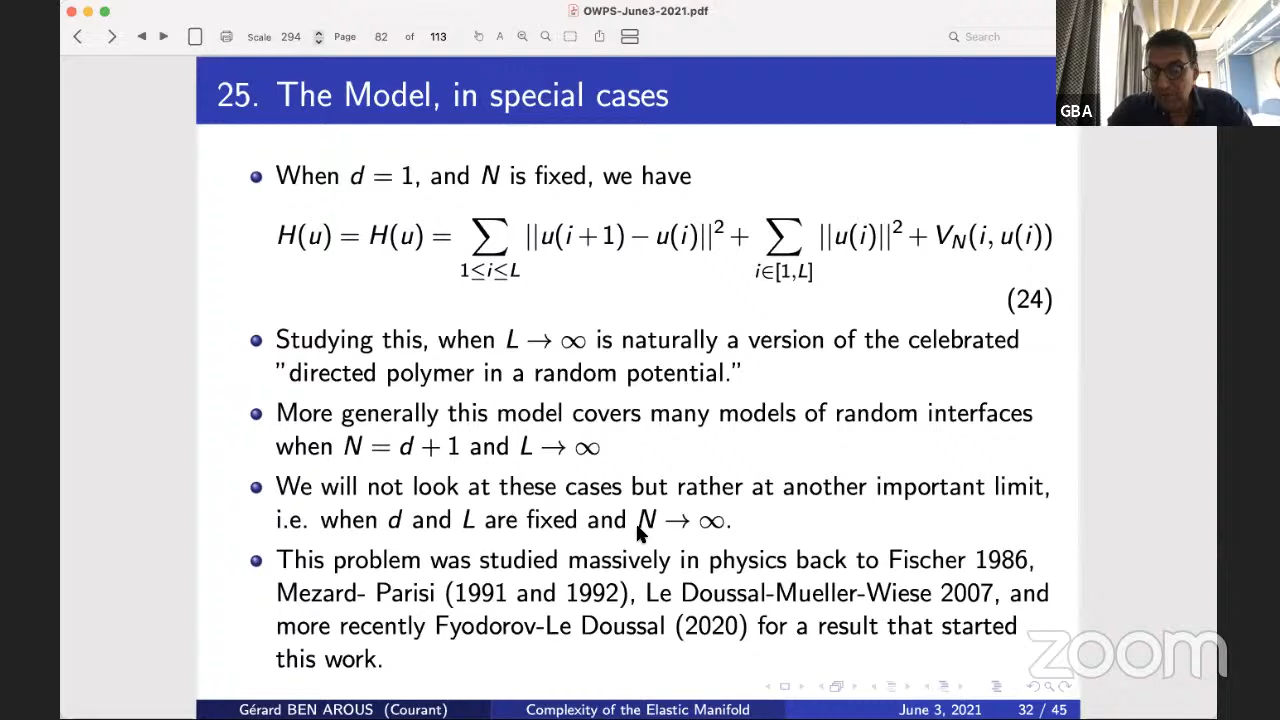 OWPS-June3-2021.pdf
Scale 294 Page 82 of 113 A Search
25. The Model, in special cases
GBA
• When d = 1, and N is fixed, we have
H(u) = H(u) = ∑ ||u(i+1) − u(i)||² + ∑ ||u(i)||² + V_N(i, u(i))
1≤i≤L i∈[1,L]
(24)
• Studying this, when L → ∞ is naturally a version of the celebrated
"directed polymer in a random potential."
• More generally this model covers many models of random interfaces
when N = d + 1 and L → ∞
• We will not look at these cases but rather at another important limit,
i.e. when d and L are fixed and N → ∞.
• This problem was studied massively in physics back to Fischer 1986,
Mezard- Parisi (1991 and 1992), Le Doussal-Mueller-Wiese 2007, and
more recently Fyodorov-Le Doussal (2020) for a result that started
this work.
zoom
Gérard BEN AROUS (Courant) Complexity of the Elastic Manifold June 3, 2021 32 / 45